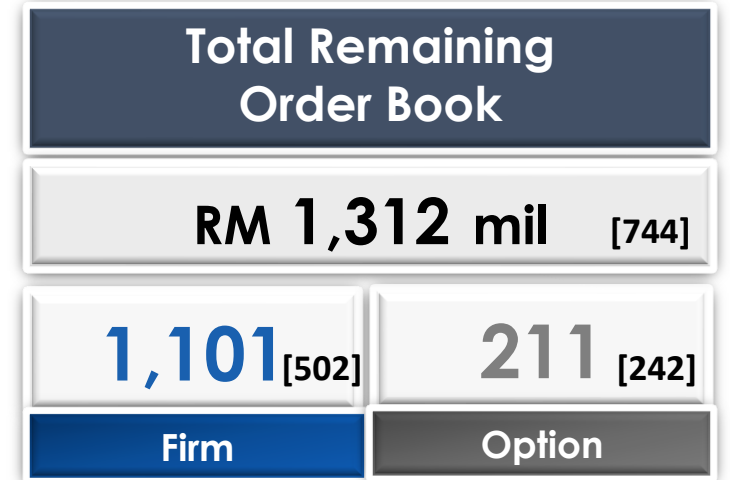 Total Remaining
Order Book
RM 1,312 mil [744]
1,101 [502]
211 [242]
Firm
Option